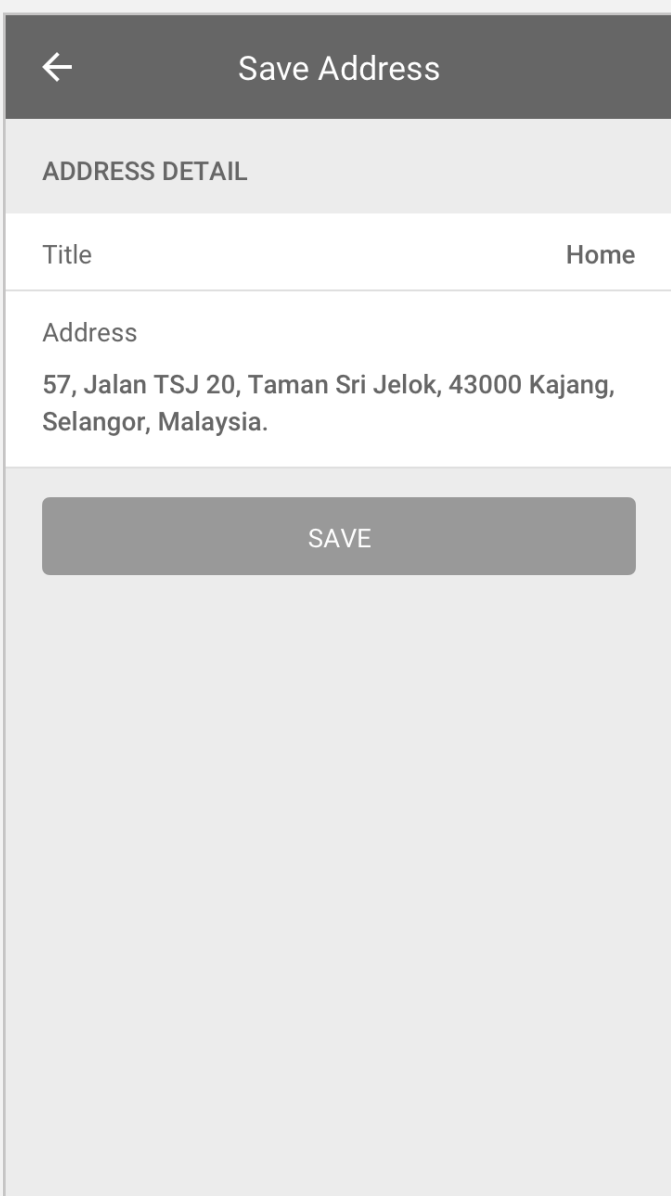 Save Address
ADDRESS DETAIL
Title Home
Address
57, Jalan TSJ 20, Taman Sri Jelok, 43000 Kajang,
Selangor, Malaysia.
SAVE